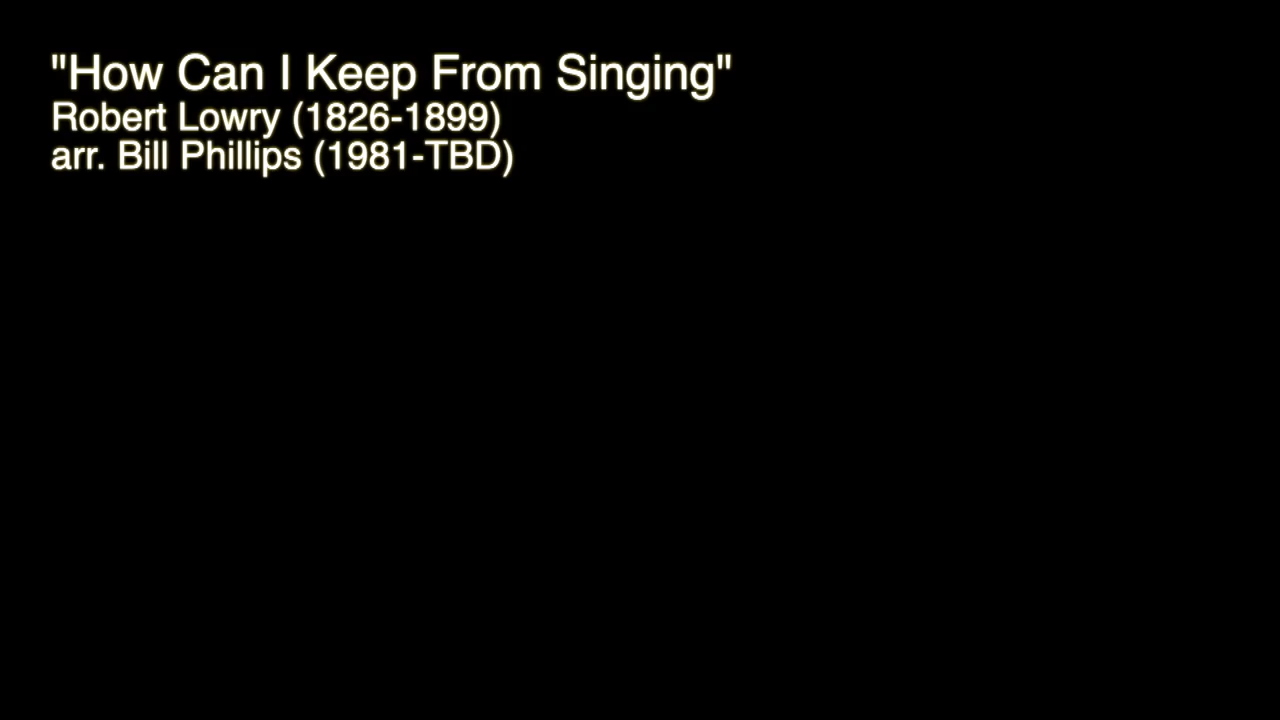 "How Can I Keep From Singing"
Robert Lowry (1826-1899)
arr. Bill Phillips (1981-TBD)